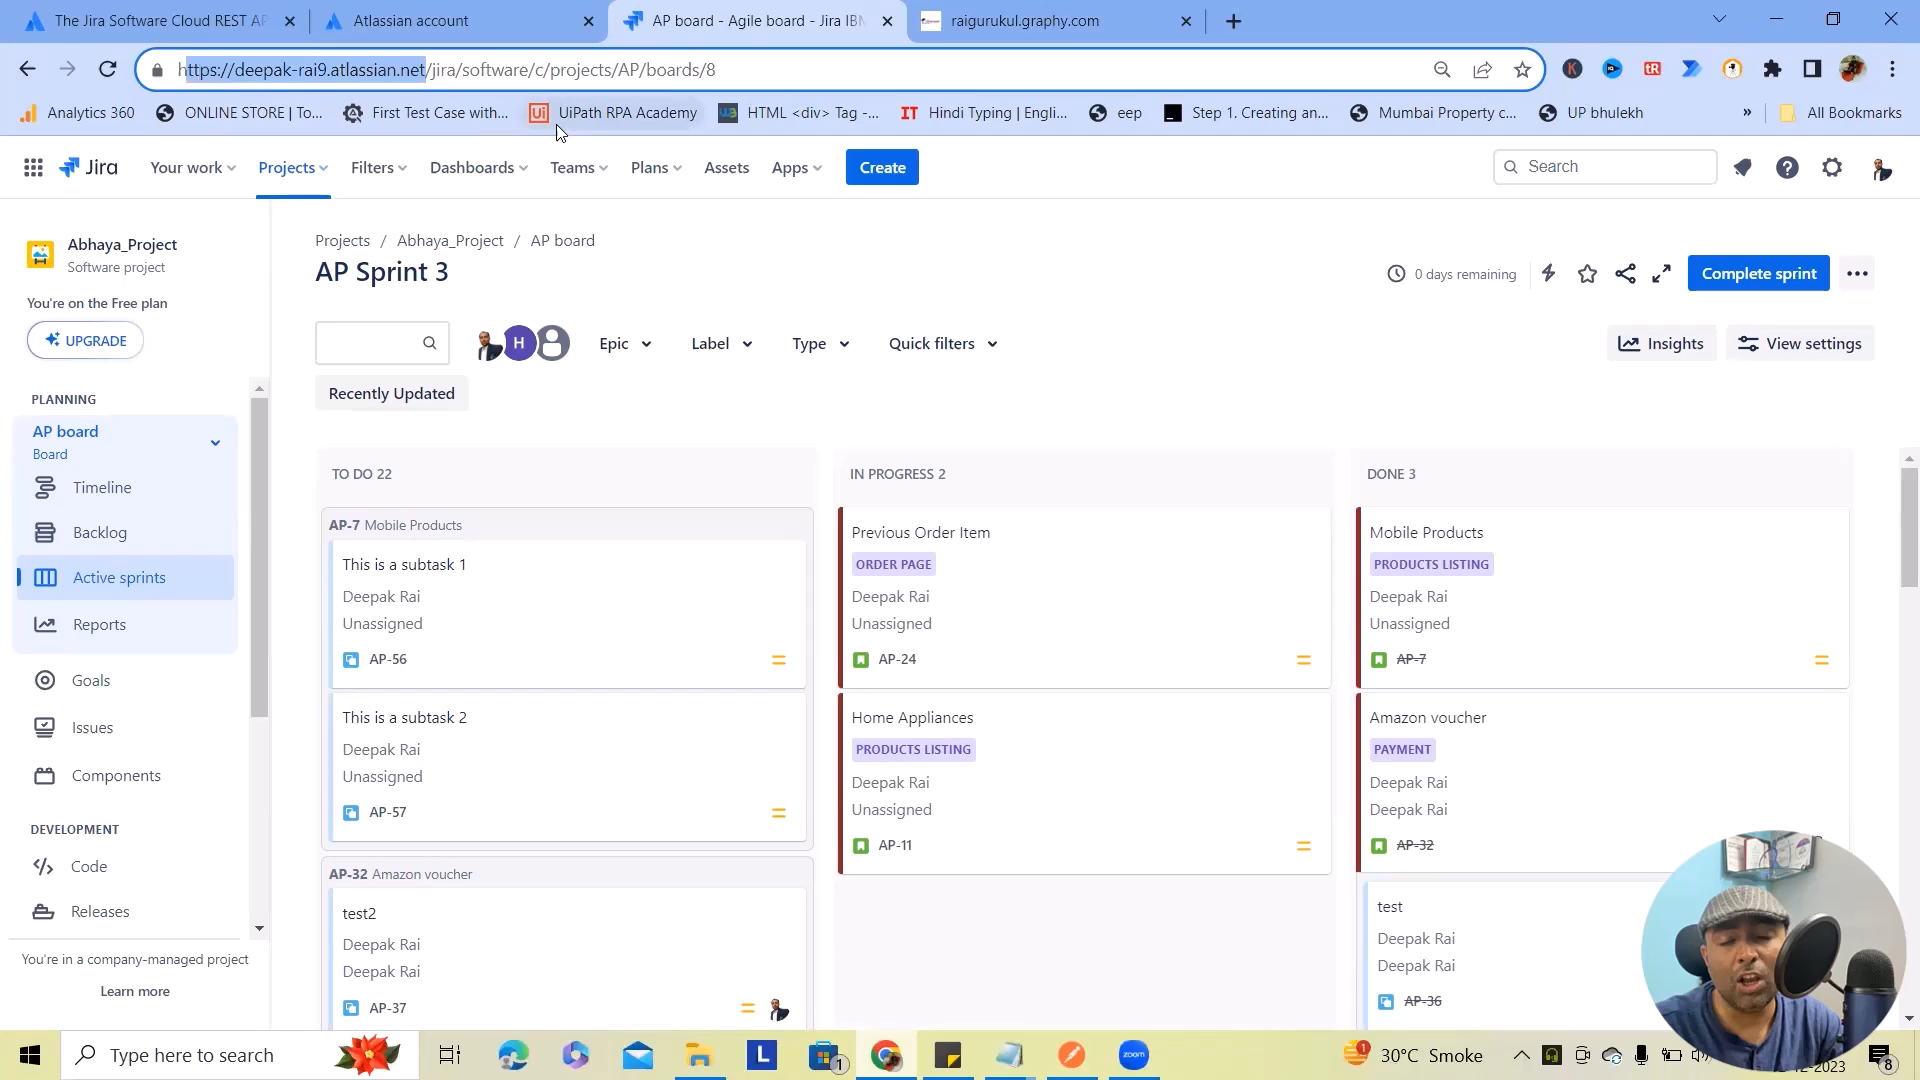 The Jira Software Cloud REST AP
Atlassian account
AP board - Agile board - Jira IBM
raigurukul.graphy.com
https://deepak-rai9.atlassian.net/jira/software/c/projects/AP/boards/8
Analytics 360
ONLINE STORE | To...
First Test Case with...
UiPath RPA Academy
HTML <div> Tag -...
Hindi Typing | Engli...
eep
Step 1. Creating an...
Mumbai Property c...
UP bhulekh
»
All Bookmarks
Jira
Your work
Projects
Filters
Dashboards
Teams
Plans
Assets
Apps
Create
Search
Abhaya_Project
Software project
You're on the Free plan
UPGRADE
PLANNING
AP board
Board
Timeline
Backlog
Active sprints
Reports
Goals
Issues
Components
DEVELOPMENT
Code
Releases
You're in a company-managed project
Learn more
Projects / Abhaya_Project / AP board
AP Sprint 3
0 days remaining
Complete sprint
H
Epic
Label
Type
Quick filters
Insights
View settings
Recently Updated
TO DO 22
AP-7 Mobile Products
This is a subtask 1
Deepak Rai
Unassigned
AP-56
This is a subtask 2
Deepak Rai
Unassigned
AP-57
AP-32 Amazon voucher
test2
Deepak Rai
Deepak Rai
AP-37
IN PROGRESS 2
Previous Order Item
ORDER PAGE
Deepak Rai
Unassigned
AP-24
Home Appliances
PRODUCTS LISTING
Deepak Rai
Unassigned
AP-11
DONE 3
Mobile Products
PRODUCTS LISTING
Deepak Rai
Unassigned
AP-7
Amazon voucher
PAYMENT
Deepak Rai
Deepak Rai
AP-32
test
Deepak Rai
Deepak Rai
AP-36
Type here to search
L
1
zoom
1
30°C Smoke
8